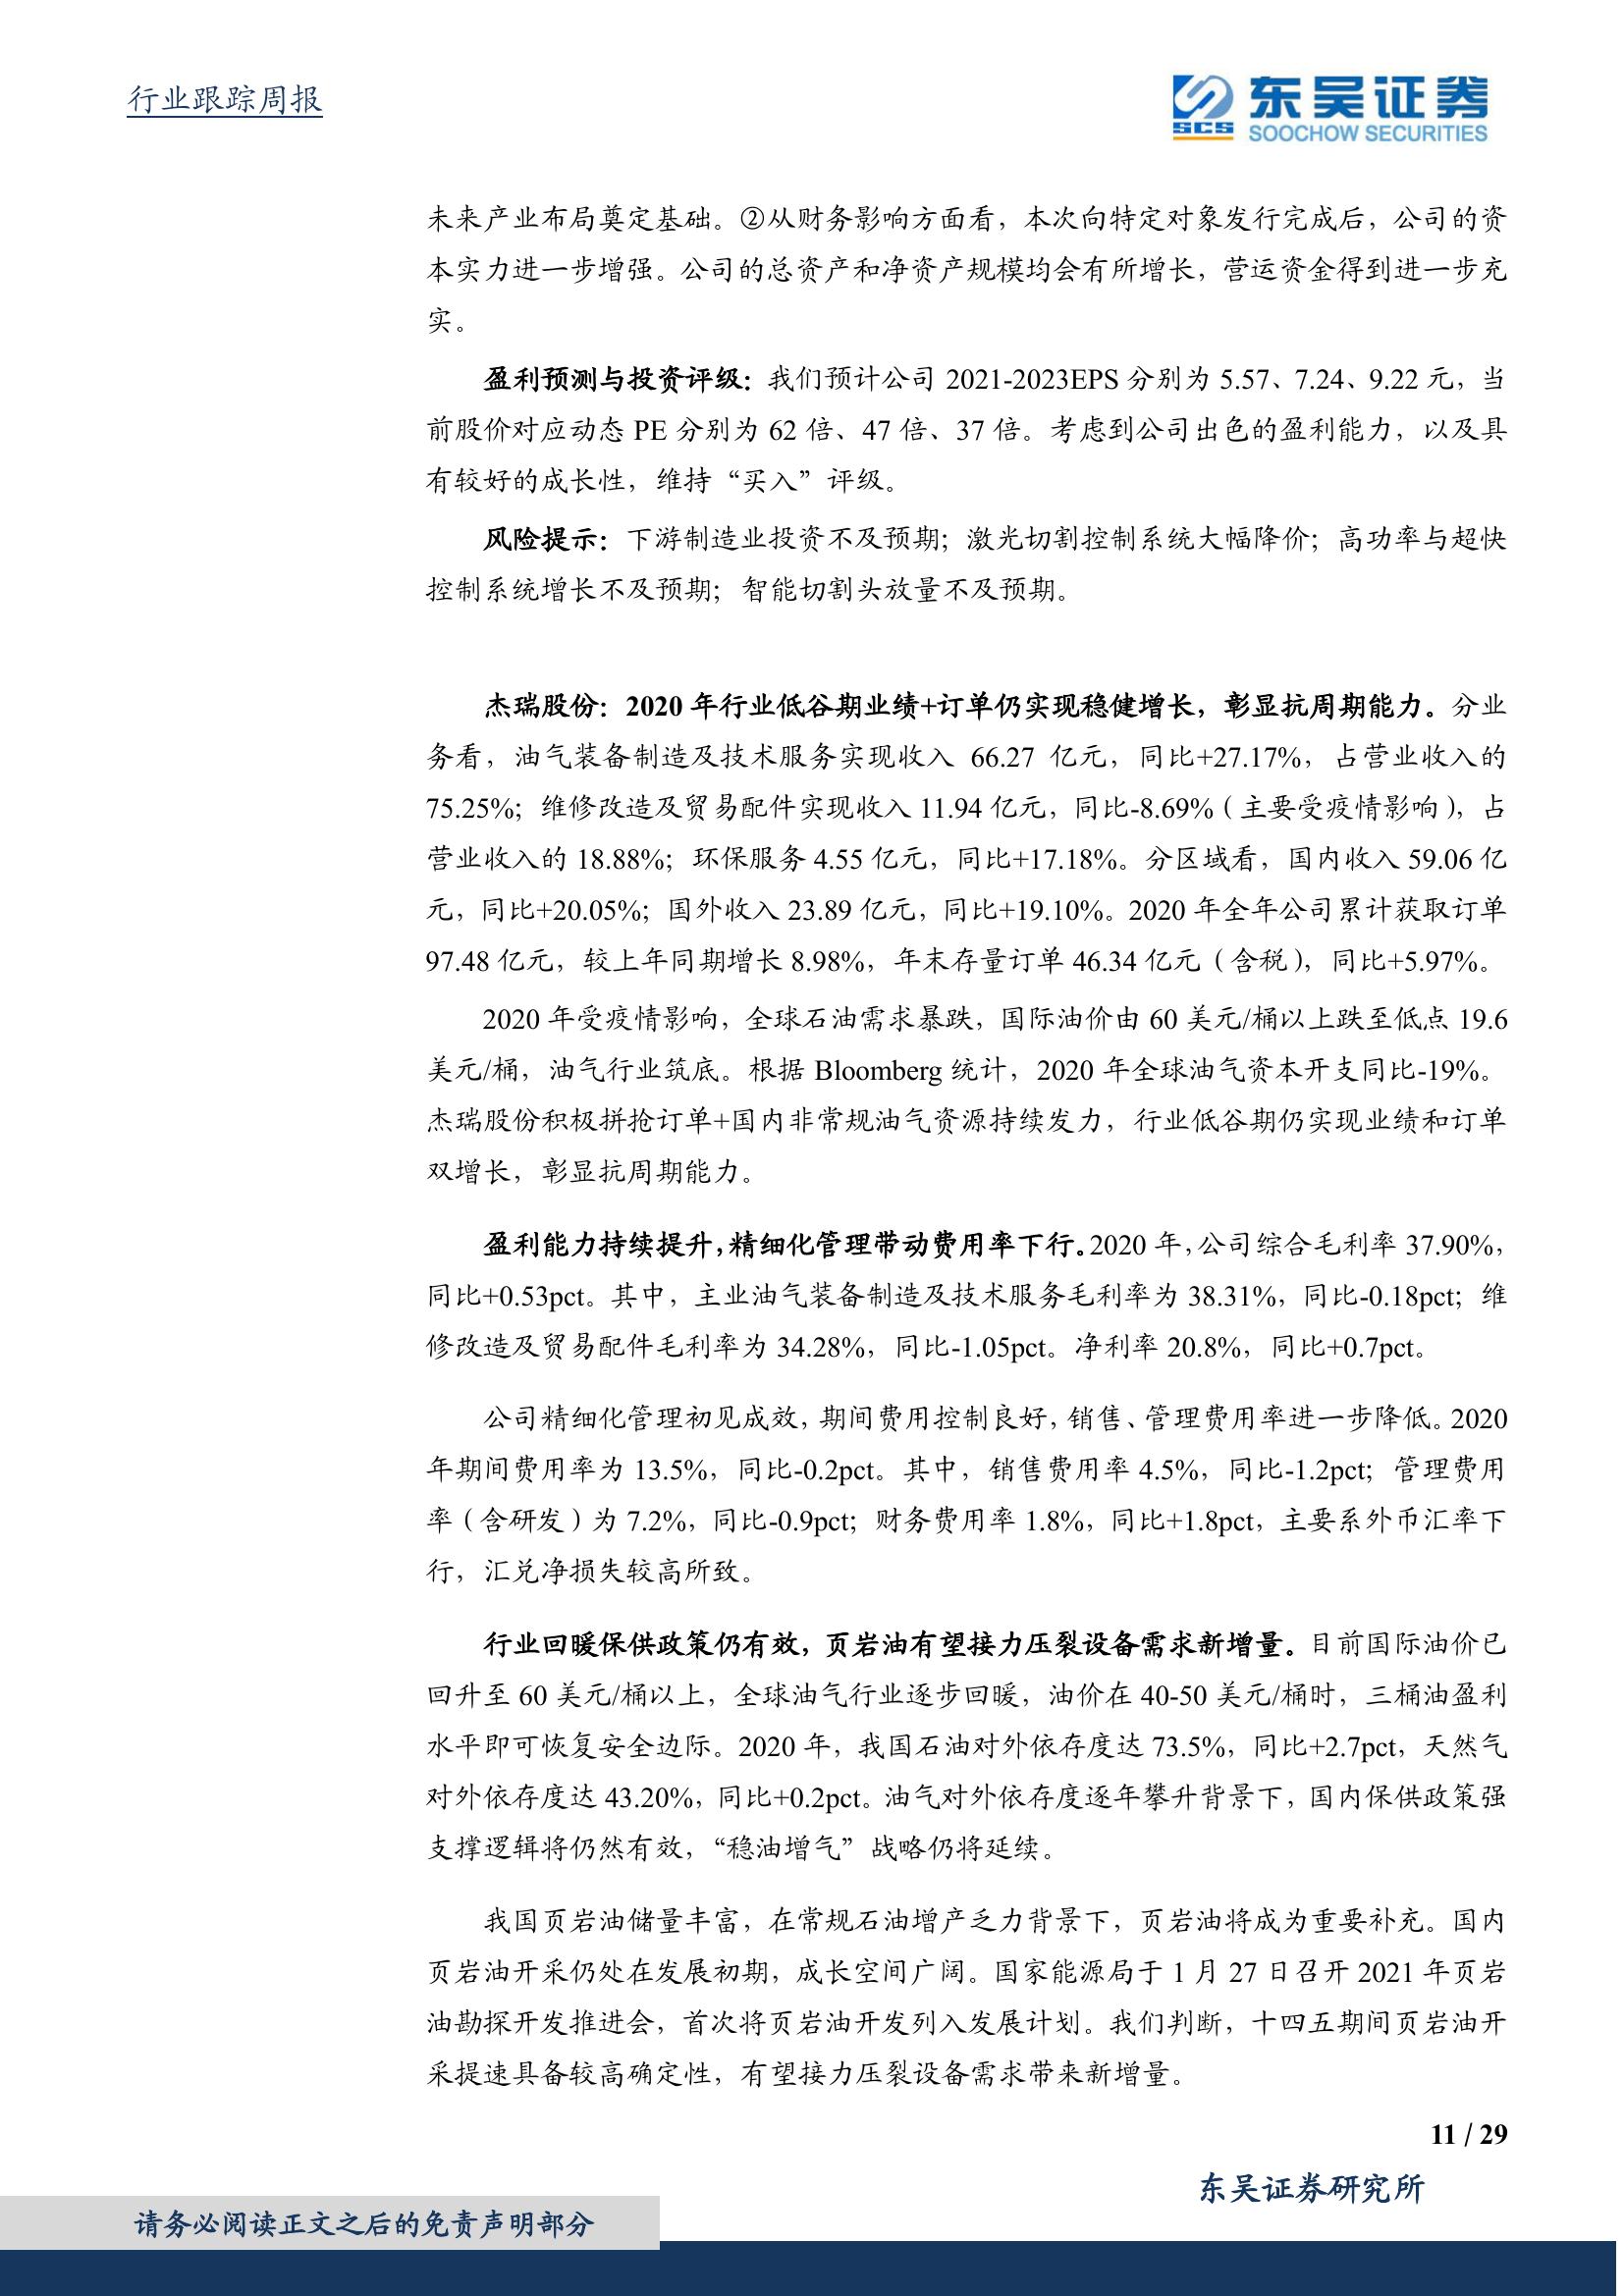 行业跟踪周报
东吴证券
SCS
SOOCHOW SECURITIES
未来产业布局奠定基础。②从财务影响方面看，本次向特定对象发行完成后，公司的资
本实力进一步增强。公司的总资产和净资产规模均会有所增长，营运资金得到进一步充
实。
盈利预测与投资评级：我们预计公司 2021-2023EPS 分别为 5.57、7.24、9.22 元，当
前股价对应动态 PE 分别为 62 倍、47 倍、37 倍。考虑到公司出色的盈利能力，以及具
有较好的成长性，维持“买入”评级。
风险提示：下游制造业投资不及预期；激光切割控制系统大幅降价；高功率与超快
控制系统增长不及预期；智能切割头放量不及预期。
杰瑞股份：2020 年行业低谷期业绩+订单仍实现稳健增长，彰显抗周期能力。分业
务看，油气装备制造及技术服务实现收入 66.27 亿元，同比+27.17%，占营业收入的
75.25%；维修改造及贸易配件实现收入 11.94 亿元，同比-8.69%（主要受疫情影响），占
营业收入的 18.88%；环保服务 4.55 亿元，同比+17.18%。分区域看，国内收入 59.06 亿
元，同比+20.05%；国外收入 23.89 亿元，同比+19.10%。2020 年全年公司累计获取订单
97.48 亿元，较上年同期增长 8.98%，年末存量订单 46.34 亿元（含税），同比+5.97%。
2020 年受疫情影响，全球石油需求暴跌，国际油价由 60 美元/桶以上跌至低点 19.6
美元/桶，油气行业筑底。根据 Bloomberg 统计，2020 年全球油气资本开支同比-19%。
杰瑞股份积极拼抢订单+国内非常规油气资源持续发力，行业低谷期仍实现业绩和订单
双增长，彰显抗周期能力。
盈利能力持续提升，精细化管理带动费用率下行。2020 年，公司综合毛利率 37.90%，
同比+0.53pct。其中，主业油气装备制造及技术服务毛利率为 38.31%，同比-0.18pct；维
修改造及贸易配件毛利率为 34.28%，同比-1.05pct。净利率 20.8%，同比+0.7pct。
公司精细化管理初见成效，期间费用控制良好，销售、管理费用率进一步降低。2020
年期间费用率为 13.5%，同比-0.2pct。其中，销售费用率 4.5%，同比-1.2pct；管理费用
率（含研发）为 7.2%，同比-0.9pct；财务费用率 1.8%，同比+1.8pct，主要系外币汇率下
行，汇兑净损失较高所致。
行业回暖保供政策仍有效，页岩油有望接力压裂设备需求新增量。目前国际油价已
回升至 60 美元/桶以上，全球油气行业逐步回暖，油价在 40-50 美元/桶时，三桶油盈利
水平即可恢复安全边际。2020 年，我国石油对外依存度达 73.5%，同比+2.7pct，天然气
对外依存度达 43.20%，同比+0.2pct。油气对外依存度逐年攀升背景下，国内保供政策强
支撑逻辑将仍然有效，“稳油增气”战略仍将延续。
我国页岩油储量丰富，在常规石油增产乏力背景下，页岩油将成为重要补充。国内
页岩油开采仍处在发展初期，成长空间广阔。国家能源局于 1 月 27 日召开 2021 年页岩
油勘探开发推进会，首次将页岩油开发列入发展计划。我们判断，十四五期间页岩油开
采提速具备较高确定性，有望接力压裂设备需求带来新增量。
11 / 29
东吴证券研究所
请务必阅读正文之后的免责声明部分